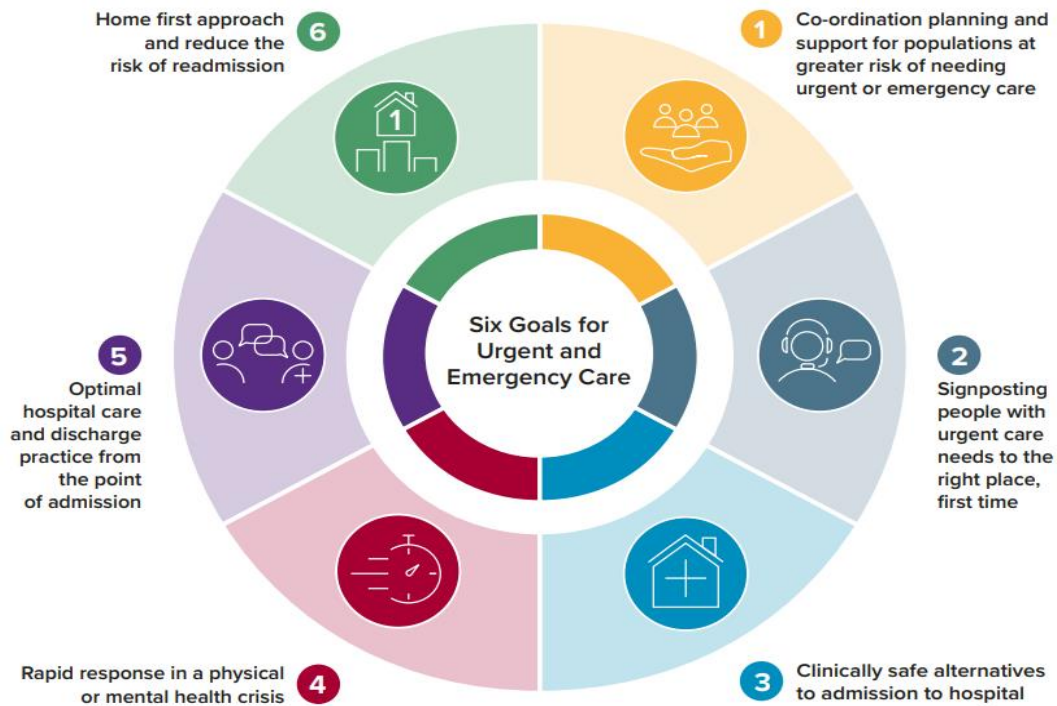 Six Goals for
Urgent and
Emergency Care
1
Co-ordination planning and
support for populations at
greater risk of needing
urgent or emergency care
2
Signposting
people with
urgent care
needs to the
right place,
first time
3
Clinically safe alternatives
to admission to hospital
4
Rapid response in a physical
or mental health crisis
5
Optimal
hospital care
and discharge
practice from
the point
of admission
6
Home first approach
and reduce the
risk of readmission
1